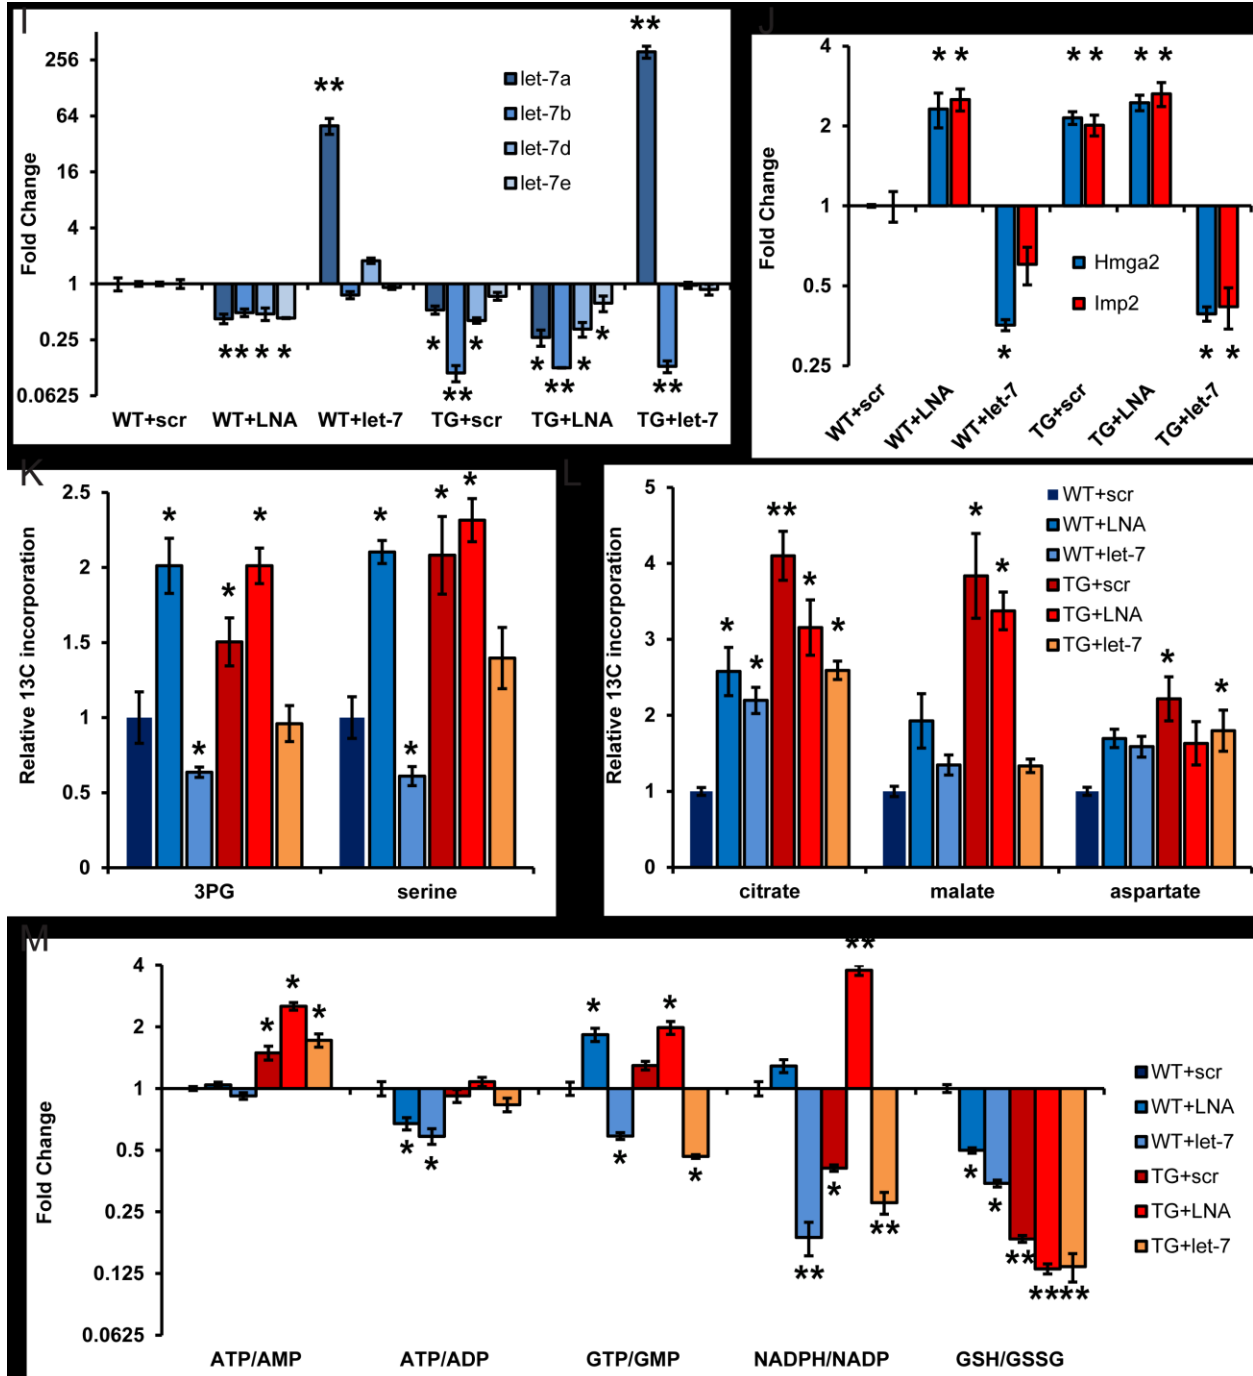 I
Fold Change
256
64
16
4
1
0.25
0.0625
**
**
let-7a
let-7b
let-7d
let-7e
** * *
* ** *
* ** * *
**
WT+scr WT+LNA WT+let-7 TG+scr TG+LNA TG+let-7
J
Fold Change
4
2
1
0.5
0.25
* * * * * *
Hmga2
Imp2
* * *
WT+scr WT+LNA WT+let-7 TG+scr TG+LNA TG+let-7
K
Relative 13C incorporation
2.5
2
1.5
1
0.5
0
* * * *
* * * *
3PG serine
L
Relative 13C incorporation
5
4
3
2
1
0
* * ** * *
* *
* *
WT+scr
WT+LNA
WT+let-7
TG+scr
TG+LNA
TG+let-7
citrate malate aspartate
M
Fold Change
4
2
1
0.5
0.25
0.125
0.0625
* * *
* *
* * * *
** * ** **
* * ** ** **
WT+scr
WT+LNA
WT+let-7
TG+scr
TG+LNA
TG+let-7
ATP/AMP ATP/ADP GTP/GMP NADPH/NADP GSH/GSSG